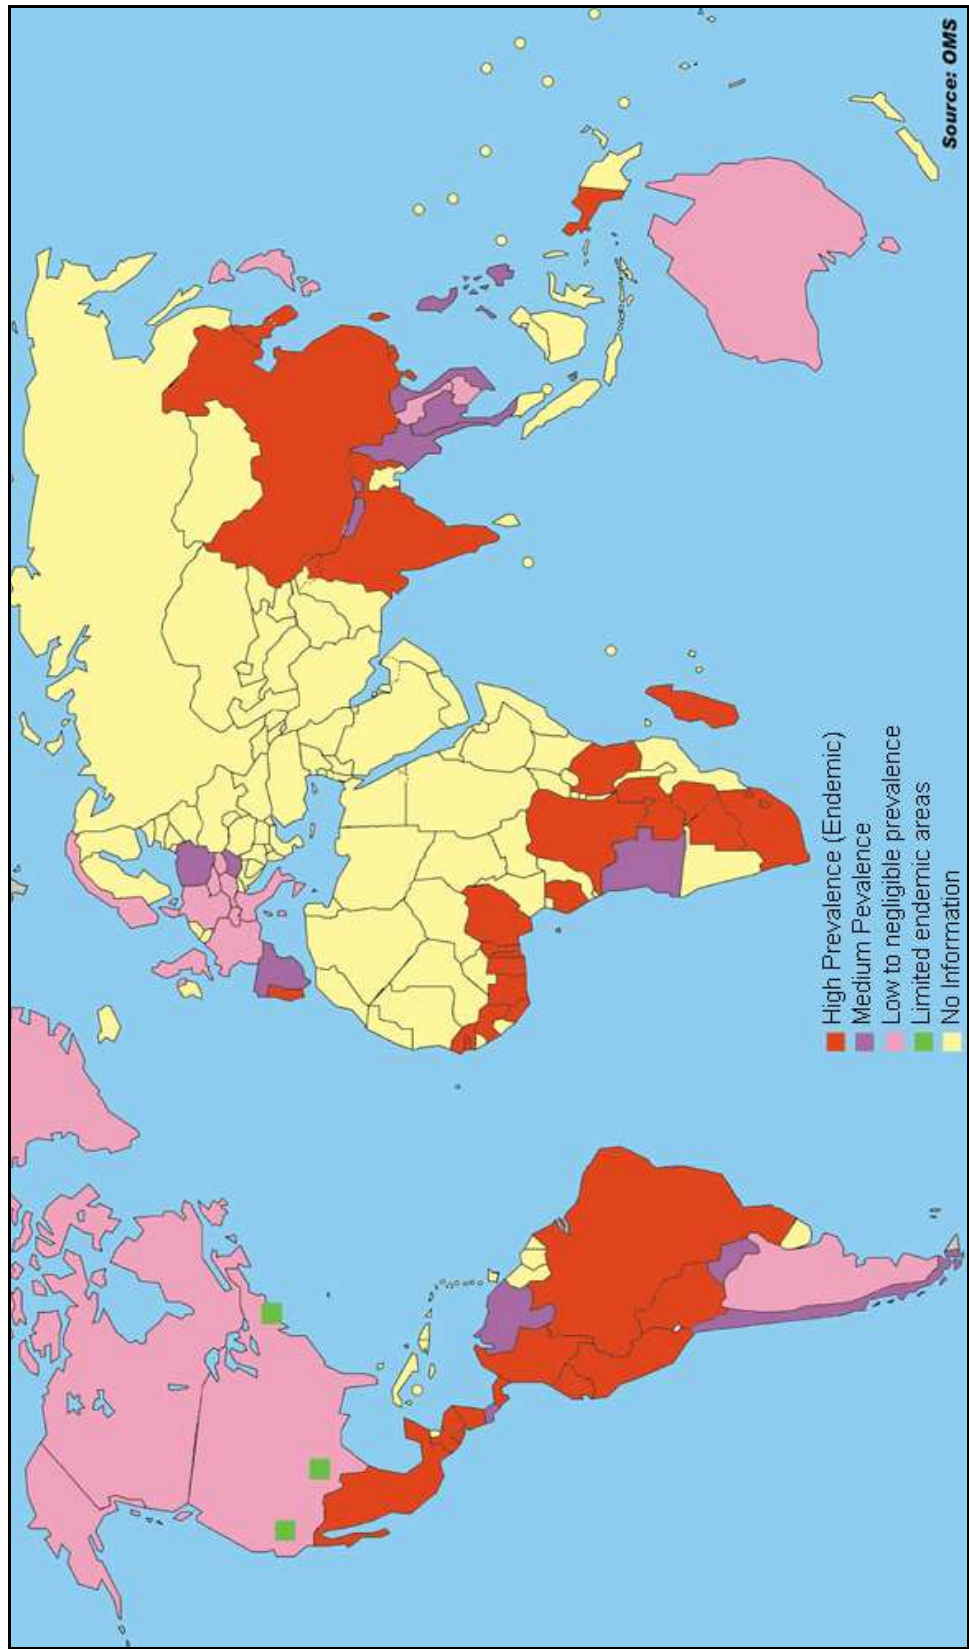 Source: OMS
High Prevalence (Endemic)
Medium Pevalence
Low to negligible prevalence
Limited endemic areas
No Information